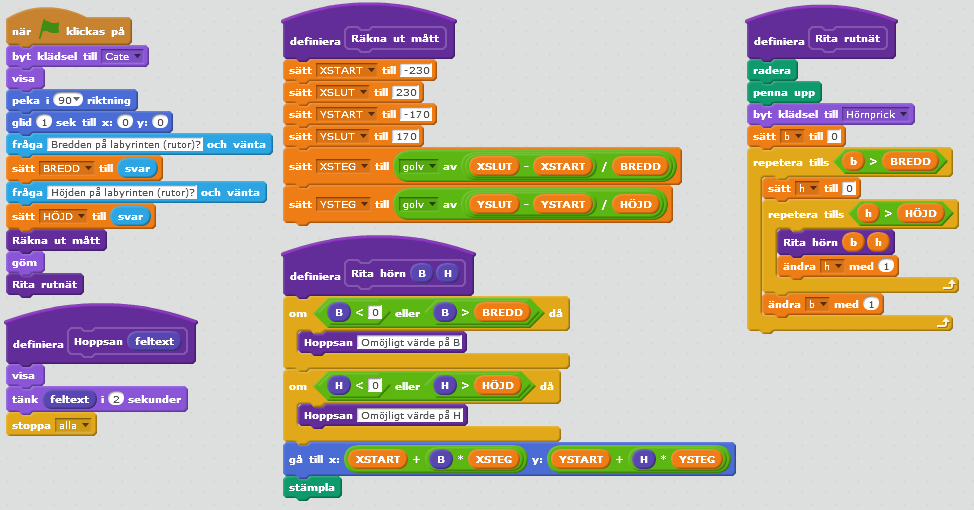 när klickas på
byt klädsel till Cate
visa
peka i 90 riktning
glid 1 sek till x: 0 y: 0
fråga Bredden på labyrinten (rutor)? och vänta
sätt BREDD till svar
fråga Höjden på labyrinten (rutor)? och vänta
sätt HÖJD till svar
Räkna ut mått
göm
Rita rutnät
definiera Hoppsan feltext
visa
tänk feltext i 2 sekunder
stoppa alla
definiera Räkna ut mått
sätt XSTART till -230
sätt XSLUT till 230
sätt YSTART till -170
sätt YSLUT till 170
sätt XSTEG till golv av XSLUT - XSTART / BREDD
sätt YSTEG till golv av YSLUT - YSTART / HÖJD
definiera Rita hörn B H
om B < 0 eller B > BREDD då
Hoppsan Omöjligt värde på B
om H < 0 eller H > HÖJD då
Hoppsan Omöjligt värde på H
gå till x: XSTART + B * XSTEG y: YSTART + H * YSTEG
stämpla
definiera Rita rutnät
radera
penna upp
byt klädsel till Hörnprick
sätt b till 0
repetera tills b > BREDD
sätt h till 0
repetera tills h > HÖJD
Rita hörn b h
ändra h med 1
ändra b med 1